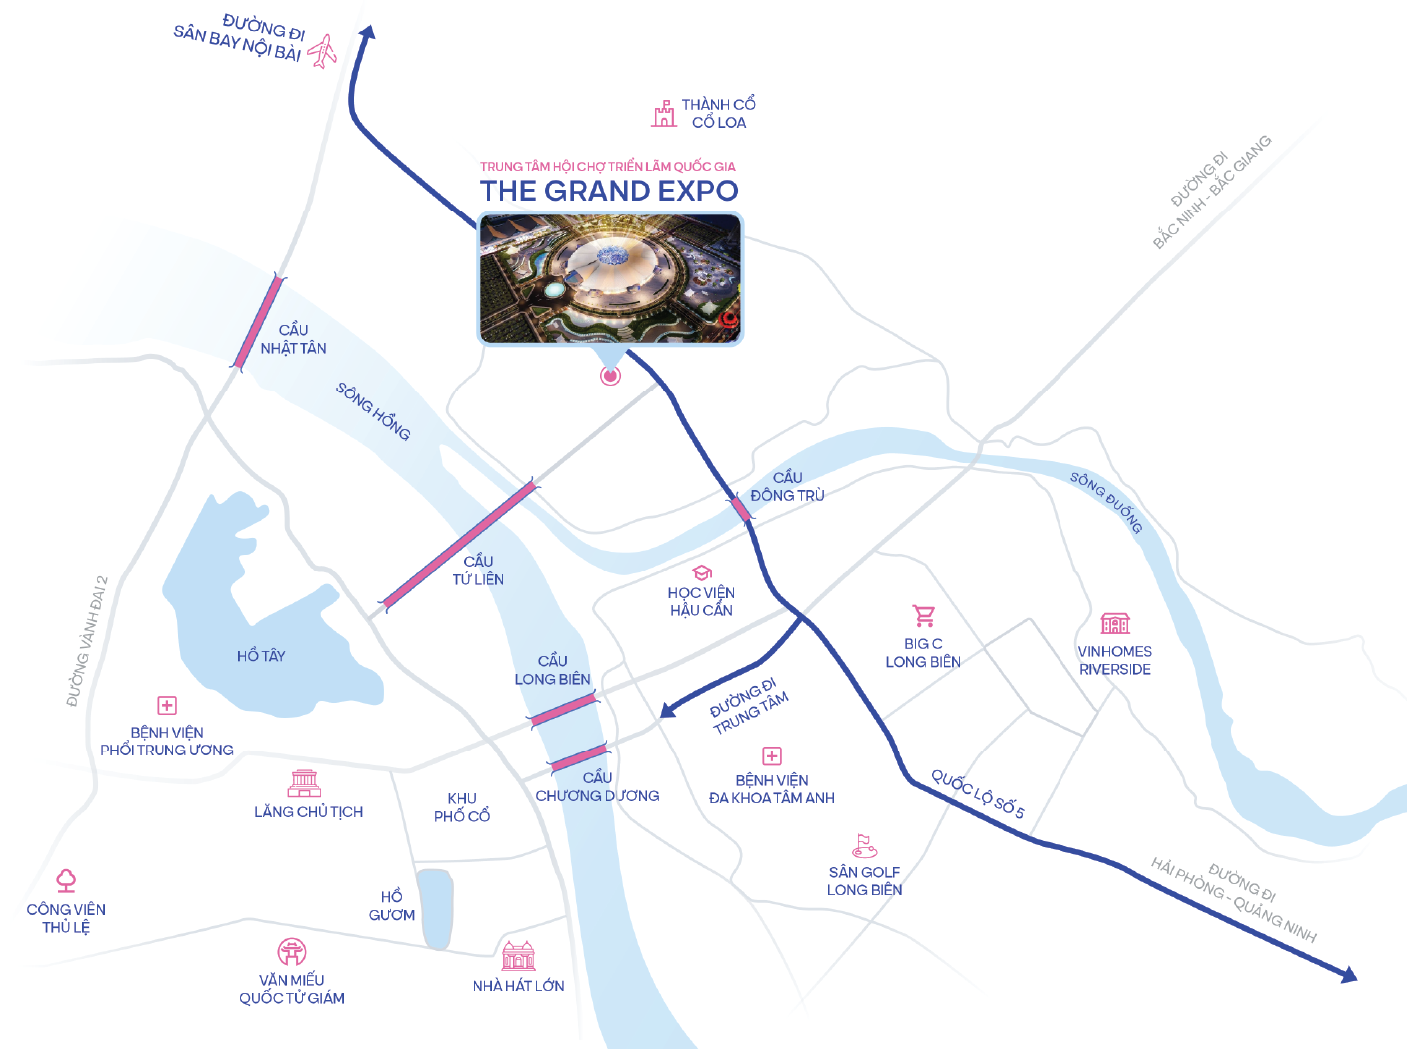 ĐƯỜNG ĐI
SÂN BAY NỘI BÀI
THÀNH CỔ
CỔ LOA
TRUNG TÂM HỘI CHỢ TRIỂN LÃM QUỐC GIA
THE GRAND EXPO
ĐƯỜNG ĐI
BẮC NINH - BẮC GIANG
CẦU
NHẬT TÂN
SÔNG HỒNG
CẦU
ĐÔNG TRÙ
SÔNG ĐUỐNG
CẦU
TỨ LIÊN
HỌC VIỆN
HẬU CẦN
ĐƯỜNG VÀNH ĐAI 2
HỒ TÂY
BIG C
LONG BIÊN
VINHOMES
RIVERSIDE
CẦU
LONG BIÊN
ĐƯỜNG ĐI
TRUNG TÂM
BỆNH VIỆN
PHỔI TRUNG ƯƠNG
CẦU
CHƯƠNG DƯƠNG
BỆNH VIỆN
ĐA KHOA TÂM ANH
QUỐC LỘ SỐ 5
LĂNG CHỦ TỊCH
KHU
PHỐ CỔ
SÂN GOLF
LONG BIÊN
ĐƯỜNG ĐI
HẢI PHÒNG - QUẢNG NINH
CÔNG VIÊN
THỦ LỆ
HỒ
GƯƠM
VĂN MIẾU
QUỐC TỬ GIÁM
NHÀ HÁT LỚN